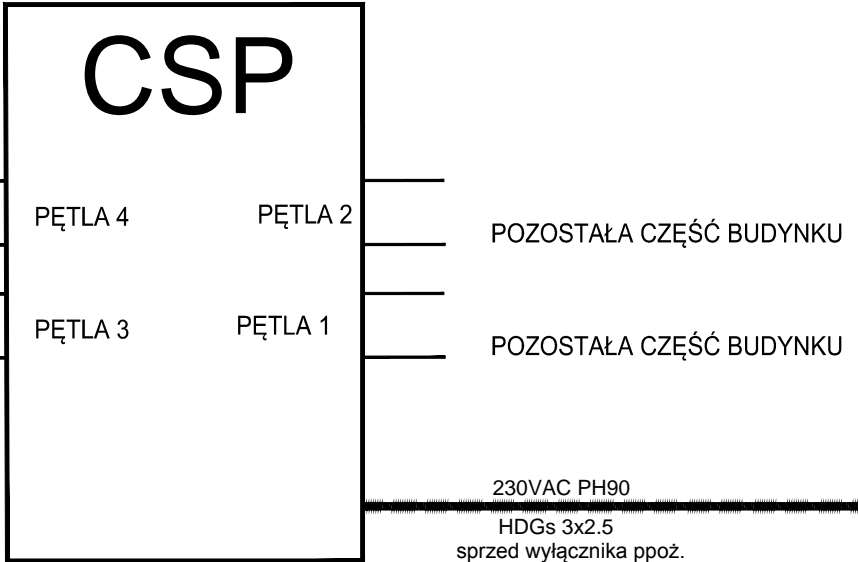 CSP
PĘTLA 4
PĘTLA 2
POZOSTAŁA CZĘŚĆ BUDYNKU
PĘTLA 3
PĘTLA 1
POZOSTAŁA CZĘŚĆ BUDYNKU
230VAC PH90
HDGs 3x2.5
sprzed wyłącznika ppoż.